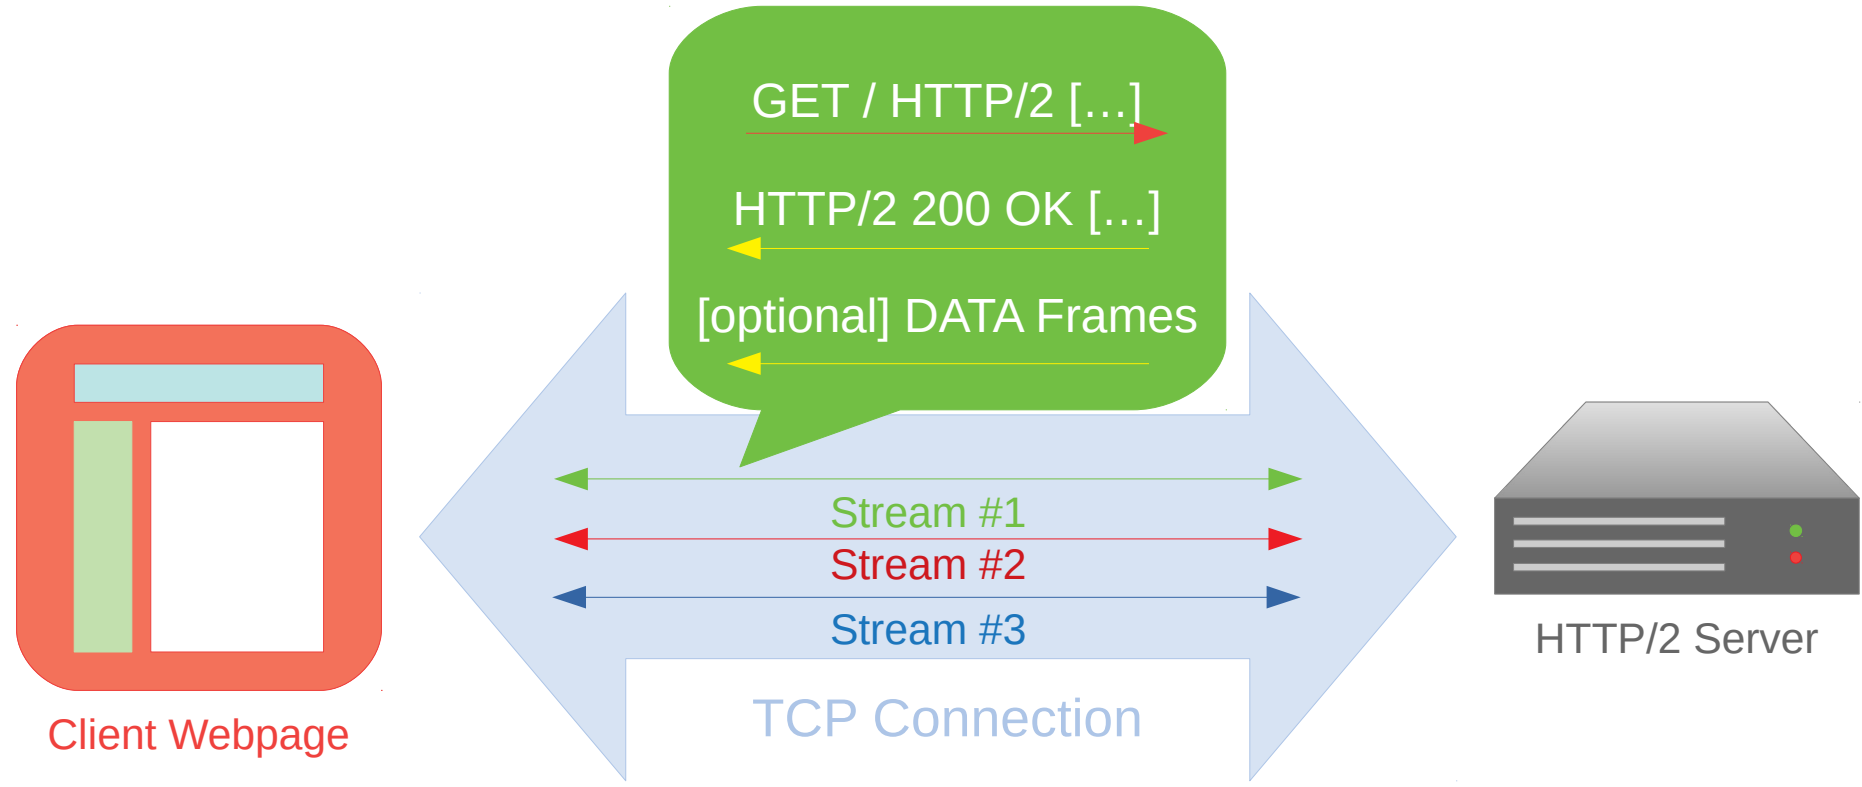 GET / HTTP/2 […]
HTTP/2 200 OK […]
[optional] DATA Frames
Stream #1
Stream #2
Stream #3
TCP Connection
Client Webpage
HTTP/2 Server